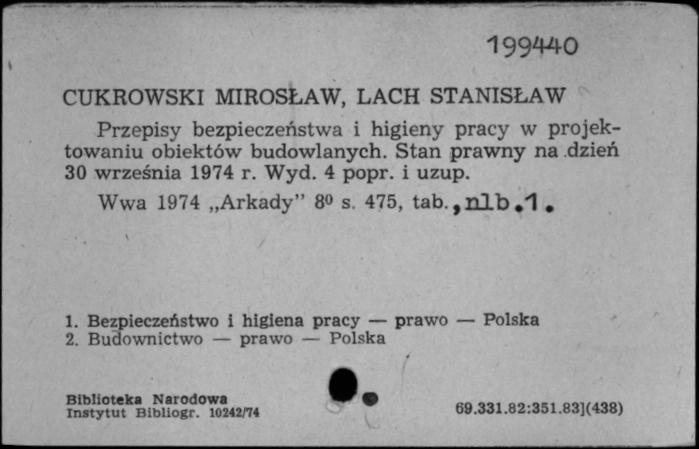 199440
CUKROWSKI MIROSŁAW, LACH STANISŁAW
Przepisy bezpieczeństwa i higieny pracy w projek-
towaniu obiektów budowlanych. Stan prawny na dzień
30 września 1974 r. Wyd. 4 popr. i uzup.
Wwa 1974 „Arkady” 8⁰ s. 475, tab., nlb.1.
1. Bezpieczeństwo i higiena pracy — prawo — Polska
2. Budownictwo — prawo — Polska
Biblioteka Narodowa
Instytut Bibliogr. 10242/74
69.331.82:351.83](438)